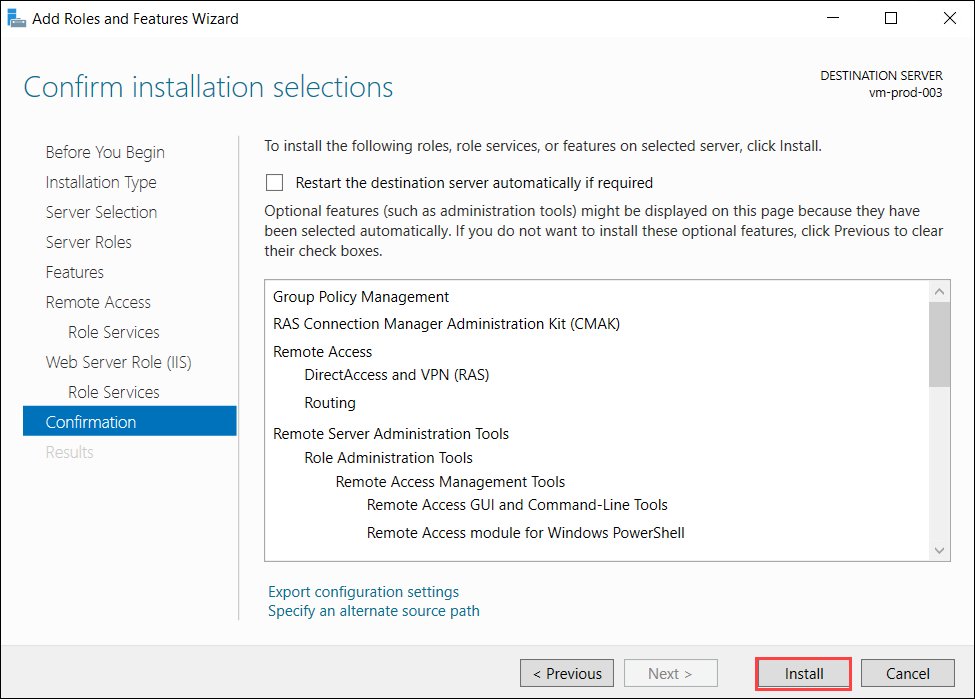 Add Roles and Features Wizard
Confirm installation selections
DESTINATION SERVER
vm-prod-003
Before You Begin
Installation Type
Server Selection
Server Roles
Features
Remote Access
Role Services
Web Server Role (IIS)
Role Services
Confirmation
Results
To install the following roles, role services, or features on selected server, click Install.
Restart the destination server automatically if required
Optional features (such as administration tools) might be displayed on this page because they have
been selected automatically. If you do not want to install these optional features, click Previous to clear
their check boxes.
Group Policy Management
RAS Connection Manager Administration Kit (CMAK)
Remote Access
DirectAccess and VPN (RAS)
Routing
Remote Server Administration Tools
Role Administration Tools
Remote Access Management Tools
Remote Access GUI and Command-Line Tools
Remote Access module for Windows PowerShell
Export configuration settings
Specify an alternate source path
< Previous
Next >
Install
Cancel